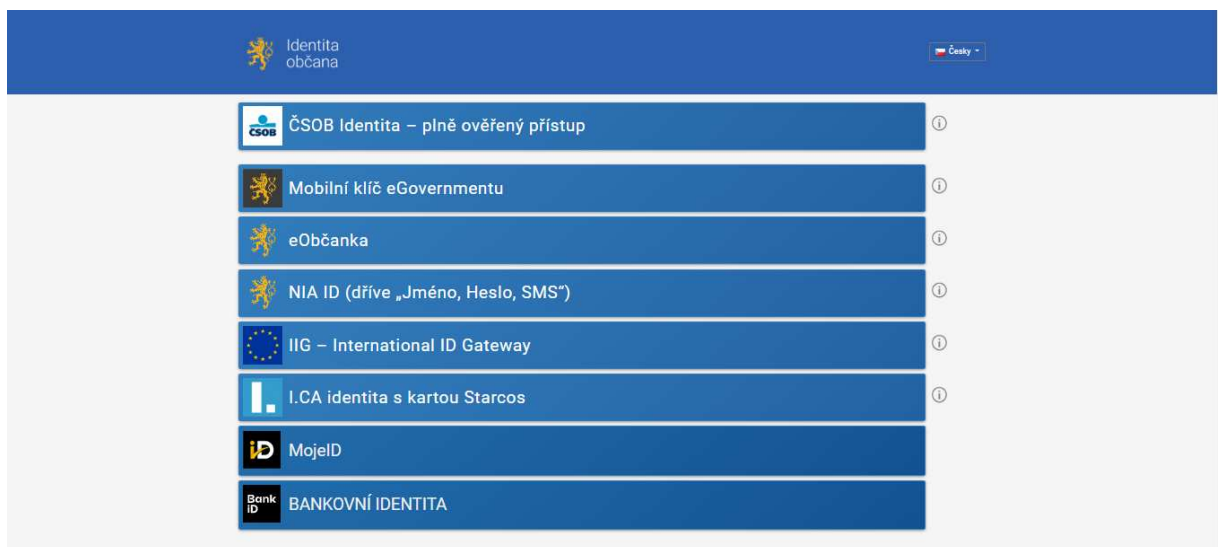 Identita
občana
Česky
ČSOB
ČSOB Identita – plně ověřený přístup
Mobilní klíč eGovernmentu
eObčanka
NIA ID (dříve „Jméno, Heslo, SMS“)
IIG – International ID Gateway
I.
I.CA identita s kartou Starcos
iD
MojeID
Bank
iD
BANKOVNÍ IDENTITA